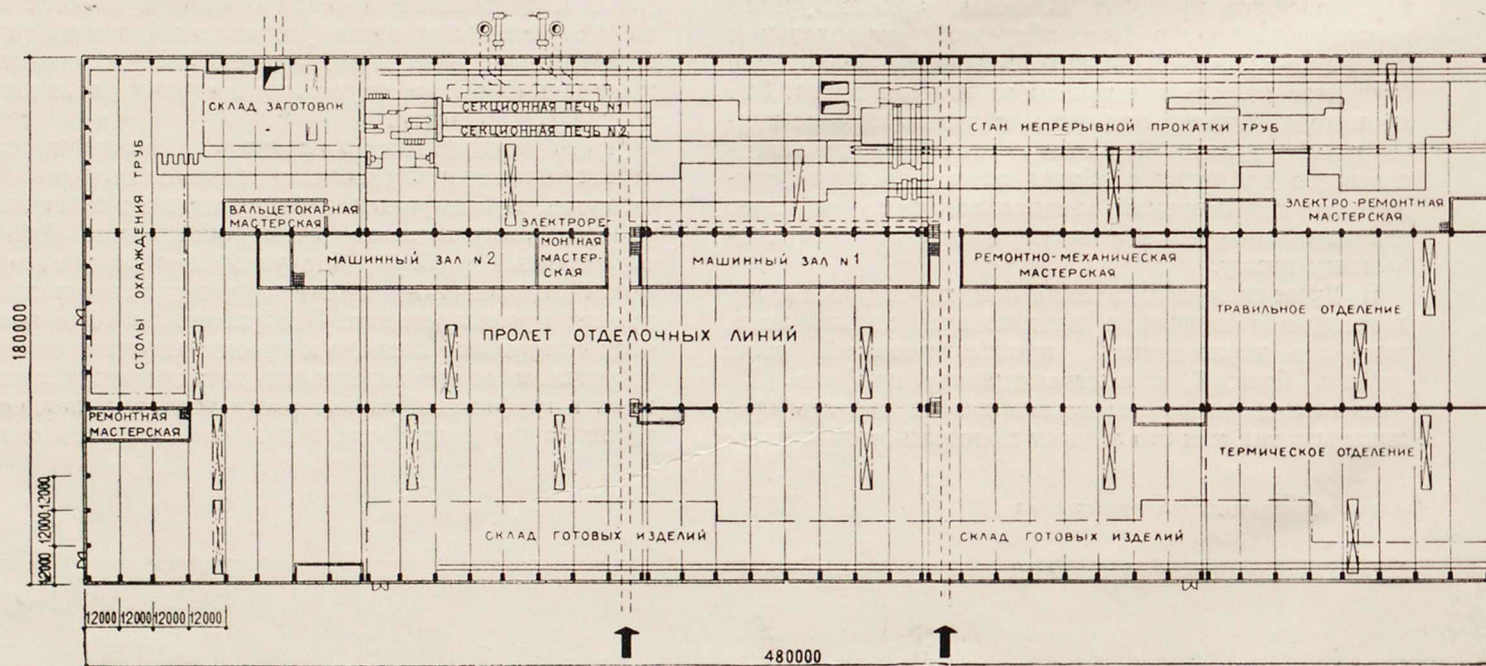 СКЛАД ЗАГОТОВОК
СЕКЦИОННАЯ ПЕЧЬ N1
СЕКЦИОННАЯ ПЕЧЬ N2
СТАН НЕПРЕРЫВНОЙ ПРОКАТКИ ТРУБ
СТОЛЫ ОХЛАЖДЕНИЯ ТРУБ
ВАЛЬЦЕТОКАРНАЯ
МАСТЕРСКАЯ
ЭЛЕКТРОРЕ
МОНТНАЯ
МАСТЕР-
СКАЯ
ЭЛЕКТРО-РЕМОНТНАЯ
МАСТЕРСКАЯ
МАШИННЫЙ ЗАЛ N2
МАШИННЫЙ ЗАЛ N1
РЕМОНТНО-МЕХАНИЧЕСКАЯ
МАСТЕРСКАЯ
ТРАВИЛЬНОЕ ОТДЕЛЕНИЕ
ПРОЛЕТ ОТДЕЛОЧНЫХ ЛИНИЙ
180000
РЕМОНТНАЯ
МАСТЕРСКАЯ
ТЕРМИЧЕСКОЕ ОТДЕЛЕНИЕ
12000 12000 12000
СКЛАД ГОТОВЫХ ИЗДЕЛИЙ
СКЛАД ГОТОВЫХ ИЗДЕЛИЙ
12000 12000 12000 12000
480000